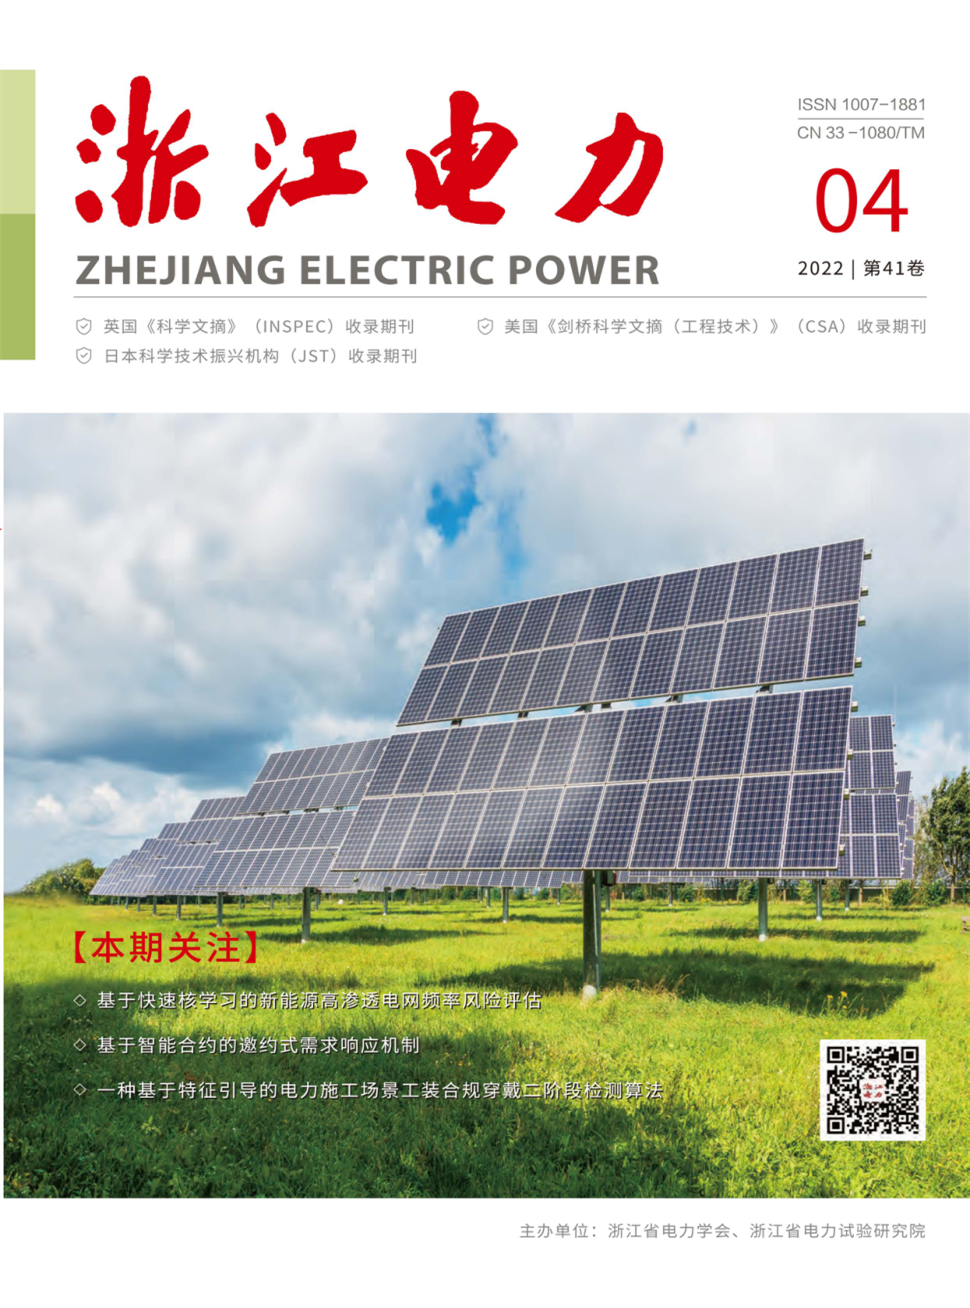 浙江电力
ZHEJIANG ELECTRIC POWER
ISSN 1007-1881
CN 33-1080/TM
04
2022 | 第41卷
英国《科学文摘》（INSPEC）收录期刊
美国《剑桥科学文摘（工程技术）》（CSA）收录期刊
日本科学技术振兴机构（JST）收录期刊
【本期关注】
◇ 基于快速核学习的新能源高渗透电网频率风险评估
◇ 基于智能合约的邀约式需求响应机制
◇ 一种基于特征引导的电力施工场景工装合规穿戴二阶段检测算法
浙江
电力
主办单位：浙江省电力学会、浙江省电力试验研究院